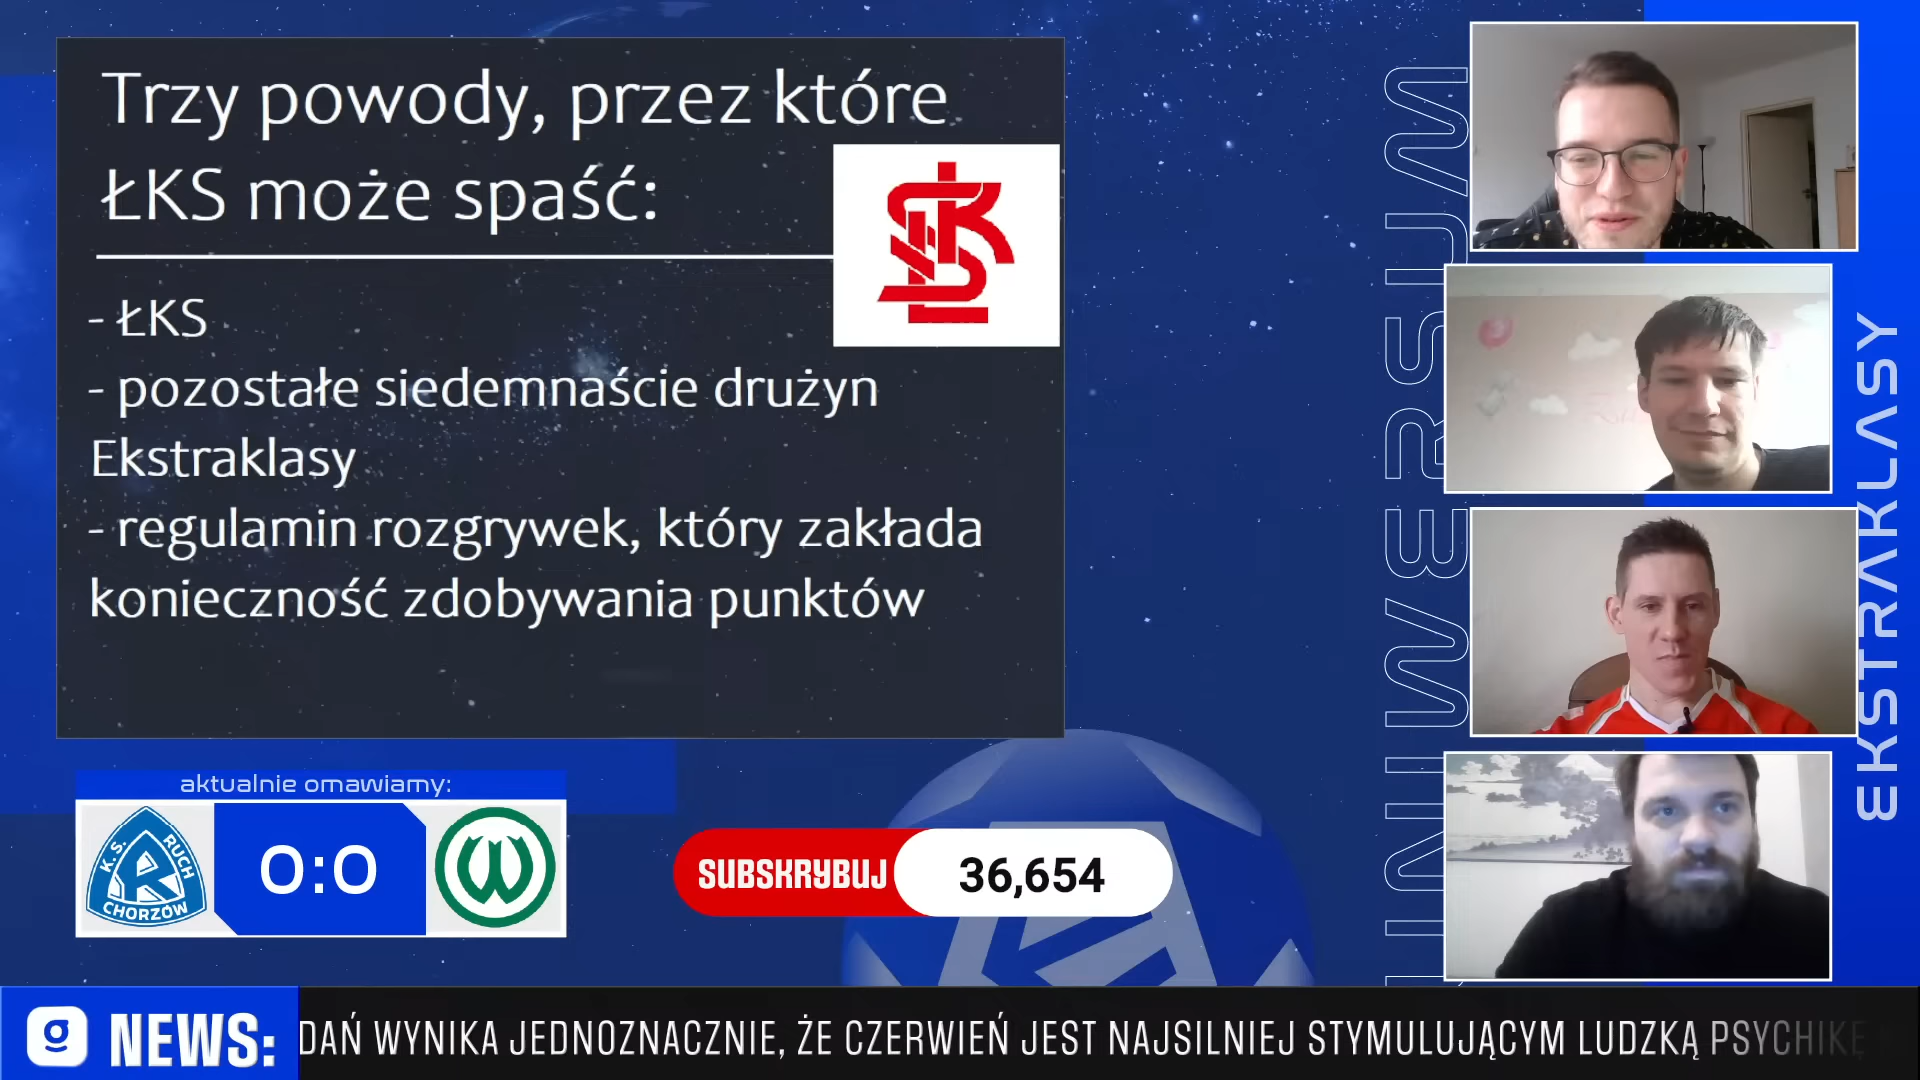 Trzy powody, przez które
ŁKS może spaść:
- ŁKS
- pozostałe siedemnaście drużyn
Ekstraklasy
- regulamin rozgrywek, który zakłada
konieczność zdobywania punktów
aktualnie omawiamy:
K.S. RUCH
CHORZÓW
0:0
SUBSKRYBUJ 36,654
UNIWERSUM
EKSTRAKLASY
g NEWS: DAŃ WYNIKA JEDNOZNACZNIE, ŻE CZERWIEŃ JEST NAJSILNIEJ STYMULUJĄCYM LUDZKĄ PSYCHIKĘ